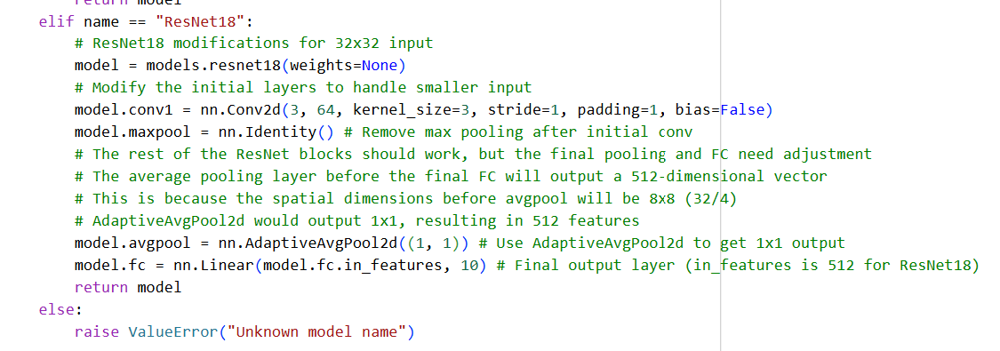 return model
elif name == "ResNet18":
# ResNet18 modifications for 32x32 input
model = models.resnet18(weights=None)
# Modify the initial layers to handle smaller input
model.conv1 = nn.Conv2d(3, 64, kernel_size=3, stride=1, padding=1, bias=False)
model.maxpool = nn.Identity() # Remove max pooling after initial conv
# The rest of the ResNet blocks should work, but the final pooling and FC need adjustment
# The average pooling layer before the final FC will output a 512-dimensional vector
# This is because the spatial dimensions before avgpool will be 8x8 (32/4)
# AdaptiveAvgPool2d would output 1x1, resulting in 512 features
model.avgpool = nn.AdaptiveAvgPool2d((1, 1)) # Use AdaptiveAvgPool2d to get 1x1 output
model.fc = nn.Linear(model.fc.in_features, 10) # Final output layer (in_features is 512 for ResNet18)
return model
else:
raise ValueError("Unknown model name")